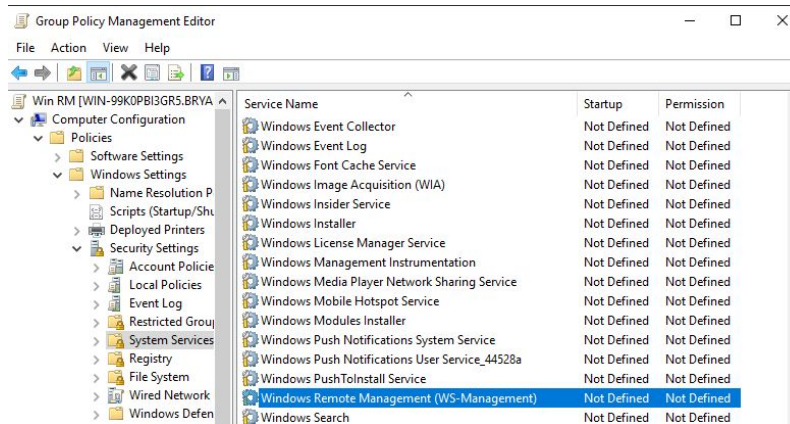 Group Policy Management Editor
File Action View Help
Win RM [WIN-99K0PBI3GR5.BRYA
Computer Configuration
Policies
Software Settings
Windows Settings
Name Resolution P
Scripts (Startup/Shu
Deployed Printers
Security Settings
Account Policie
Local Policies
Event Log
Restricted Grou
System Services
Registry
File System
Wired Network
Windows Defen
Service Name Startup Permission
Windows Event Collector Not Defined Not Defined
Windows Event Log Not Defined Not Defined
Windows Font Cache Service Not Defined Not Defined
Windows Image Acquisition (WIA) Not Defined Not Defined
Windows Insider Service Not Defined Not Defined
Windows Installer Not Defined Not Defined
Windows License Manager Service Not Defined Not Defined
Windows Management Instrumentation Not Defined Not Defined
Windows Media Player Network Sharing Service Not Defined Not Defined
Windows Mobile Hotspot Service Not Defined Not Defined
Windows Modules Installer Not Defined Not Defined
Windows Push Notifications System Service Not Defined Not Defined
Windows Push Notifications User Service_44528a Not Defined Not Defined
Windows PushToInstall Service Not Defined Not Defined
Windows Remote Management (WS-Management) Not Defined Not Defined
Windows Search Not Defined Not Defined